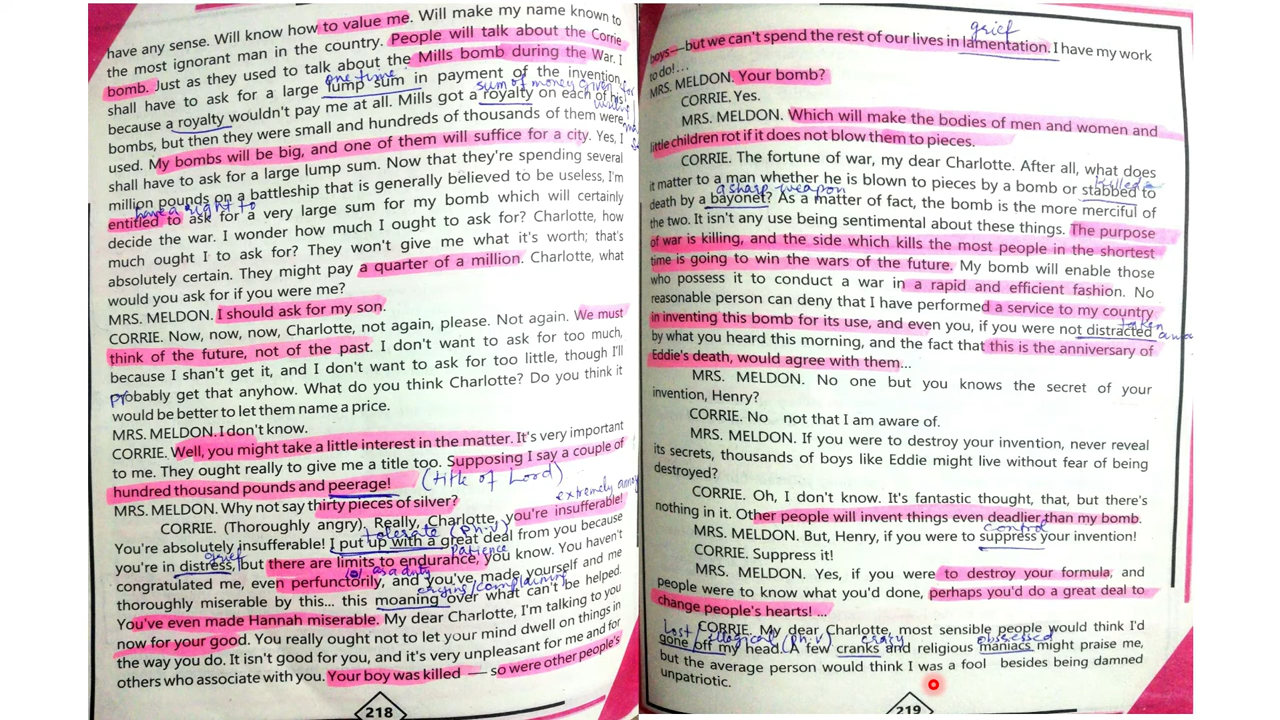 have any sense. Will know how to value me. Will make my name known to
the most ignorant man in the country. People will talk about the Corrie
bomb. Just as they used to talk about the Mills bomb during the War. I
one time
shall have to ask for a large lump sum in payment of the invention,
sum of money given for
because a royalty wouldn't pay me at all. Mills got a royalty on each of his
bombs, but then they were small and hundreds of thousands of them were
used. My bombs will be big, and one of them will suffice for a city. Yes, I
shall have to ask for a large lump sum. Now that they're spending several
million pounds on a battleship that is generally believed to be useless, I'm
have a right to
entitled to ask for a very large sum for my bomb which will certainly
decide the war. I wonder how much I ought to ask for? Charlotte, how
much ought I to ask for? They won't give me what it's worth; that's
absolutely certain. They might pay a quarter of a million. Charlotte, what
would you ask for if you were me?
MRS. MELDON. I should ask for my son.
CORRIE. Now, now, now, Charlotte, not again, please. Not again. We must
think of the future, not of the past. I don't want to ask for too much,
because I shan't get it, and I don't want to ask for too little, though I'll
probably get that anyhow. What do you think Charlotte? Do you think it
would be better to let them name a price.
MRS. MELDON. I don't know.
CORRIE. Well, you might take a little interest in the matter. It's very important
to me. They ought really to give me a title too. Supposing I say a couple of
hundred thousand pounds and peerage! (title of Lord)
MRS. MELDON. Why not say thirty pieces of silver?
extremely
CORRIE. (Thoroughly angry). Really, Charlotte, you're insufferable!
tolerate (ph.v)
You're absolutely insufferable! I put up with a great deal from you because
grief patience
you're in distress, but there are limits to endurance, you know. You haven't
as a duty
congratulated me, even perfunctorily, and you've made yourself and me
crying/complaining
thoroughly miserable by this... this moaning over what can't be helped.
You've even made Hannah miserable. My dear Charlotte, I'm talking to you
now for your good. You really ought not to let your mind dwell on things in
the way you do. It isn't good for you, and it's very unpleasant for me and for
others who associate with you. Your boy was killed — so were other people's
218
grief
boys—but we can't spend the rest of our lives in lamentation. I have my work
to do!...
MRS. MELDON. Your bomb?
CORRIE. Yes.
MRS. MELDON. Which will make the bodies of men and women and
little children rot if it does not blow them to pieces.
CORRIE. The fortune of war, my dear Charlotte. After all, what does
it matter to a man whether he is blown to pieces by a bomb or stabbed to
a sharp weapon killed
death by a bayonet? As a matter of fact, the bomb is the more merciful of
the two. It isn't any use being sentimental about these things. The purpose
of war is killing, and the side which kills the most people in the shortest
time is going to win the wars of the future. My bomb will enable those
who possess it to conduct a war in a rapid and efficient fashion. No
reasonable person can deny that I have performed a service to my country
in inventing this bomb for its use, and even you, if you were not distracted
taken
by what you heard this morning, and the fact that this is the anniversary of
Eddie's death, would agree with them...
MRS. MELDON. No one but you knows the secret of your
invention, Henry?
CORRIE. No not that I am aware of.
MRS. MELDON. If you were to destroy your invention, never reveal
its secrets, thousands of boys like Eddie might live without fear of being
destroyed?
CORRIE. Oh, I don't know. It's fantastic thought, that, but there's
nothing in it. Other people will invent things even deadlier than my bomb.
control
MRS. MELDON. But, Henry, if you were to suppress your invention!
CORRIE. Suppress it!
MRS. MELDON. Yes, if you were to destroy your formula, and
people were to know what you'd done, perhaps you'd do a great deal to
change people's hearts! ...
CORRIE. My dear Charlotte, most sensible people would think I'd
Lost/illogical (ph.v) crazy obsessed
gone off my head. A few cranks and religious maniacs might praise me,
but the average person would think I was a fool besides being damned
unpatriotic.
219